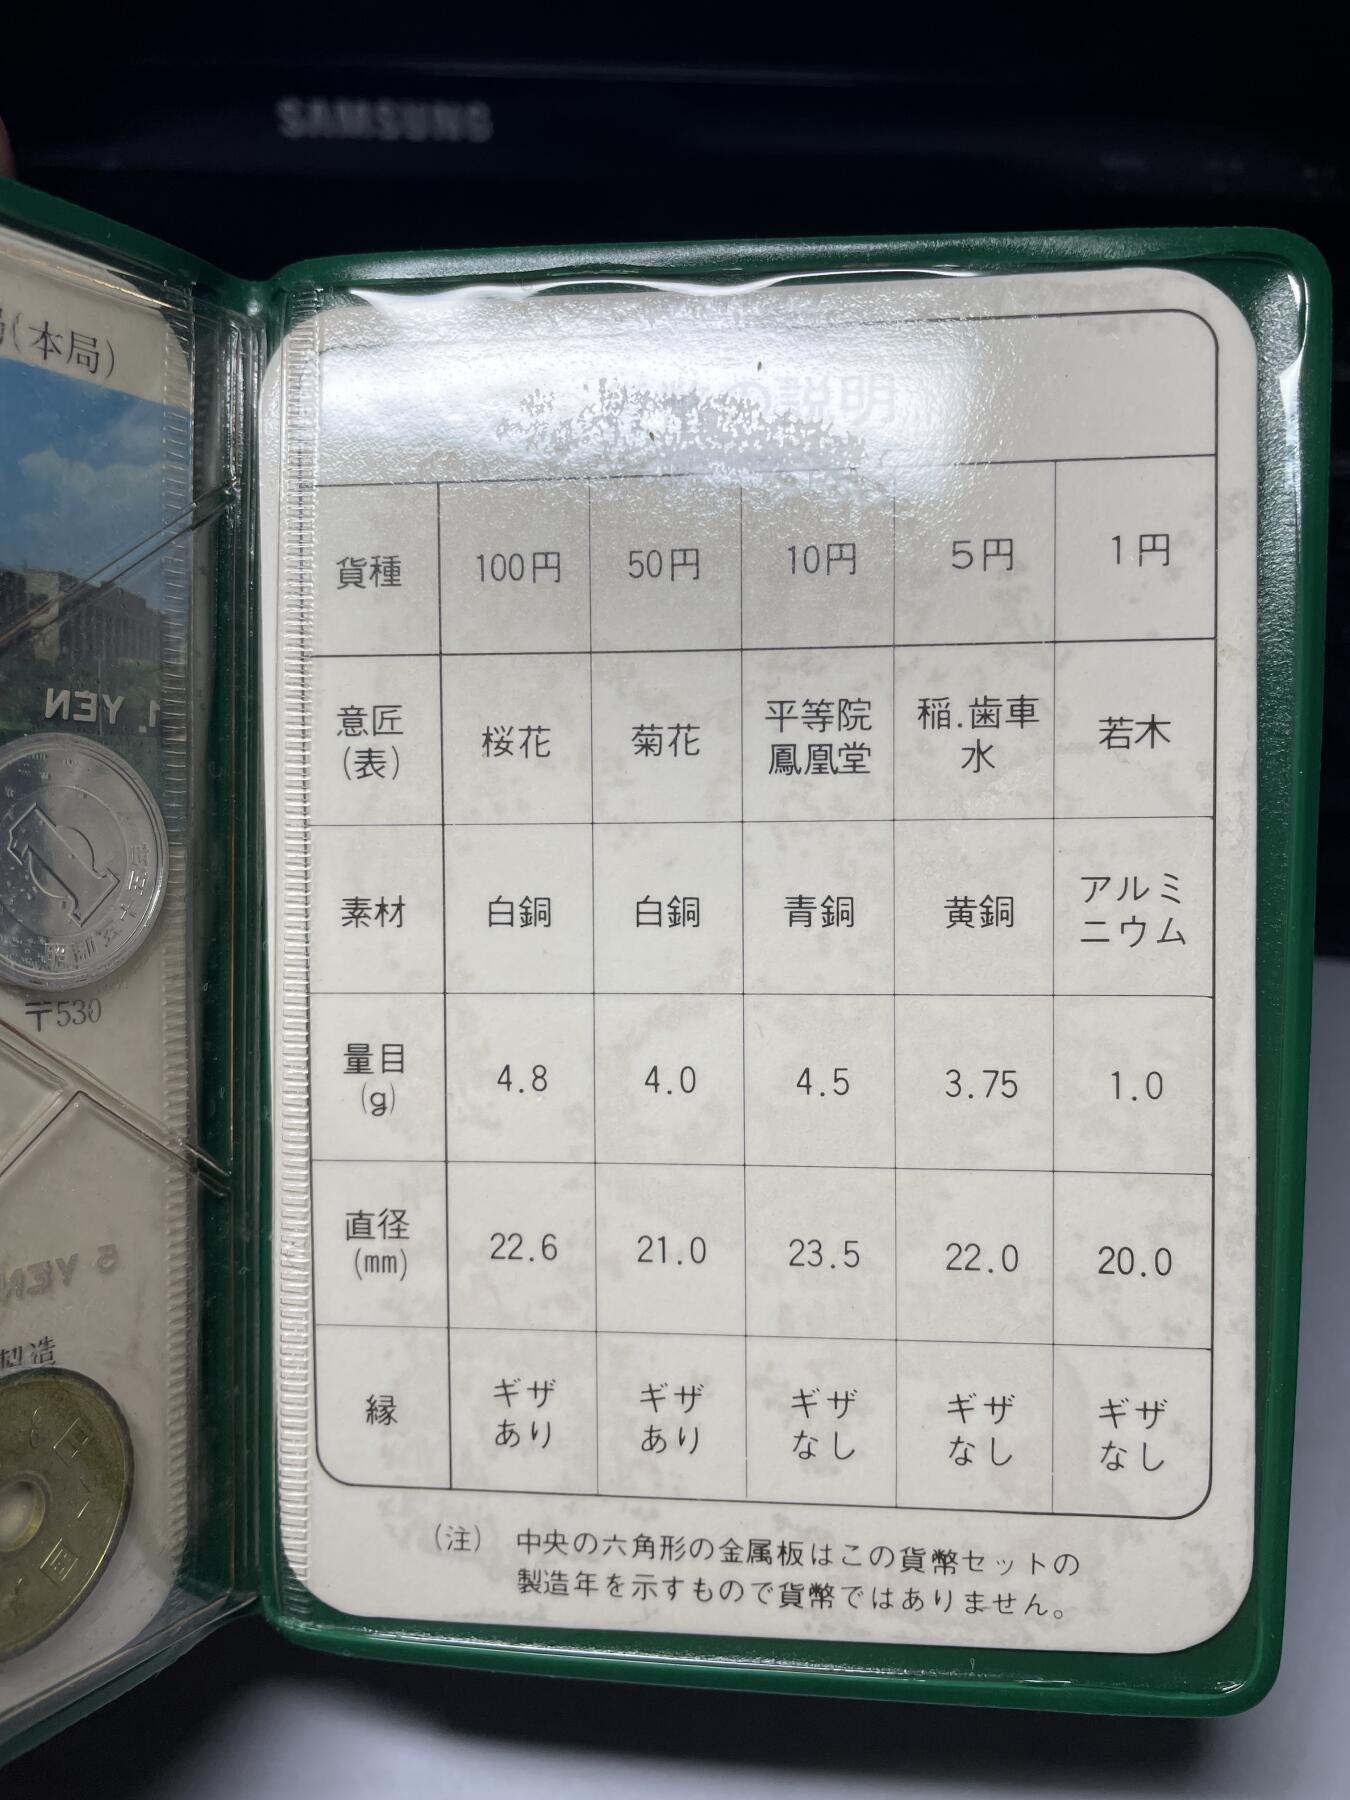 SAMSUNG
(本局)
1 YEN
〒530
5 YEN
製造
の説明
貨種 100円 50円 10円 5円 1円
意匠(表) 桜花 菊花 平等院鳳凰堂 稲.歯車水 若木
素材 白銅 白銅 青銅 黄銅 アルミニウム
量目(g) 4.8 4.0 4.5 3.75 1.0
直径(mm) 22.6 21.0 23.5 22.0 20.0
縁 ギザあり ギザあり ギザなし ギザなし ギザなし
(注) 中央の六角形の金属板はこの貨幣セットの
製造年を示すもので貨幣ではありません。